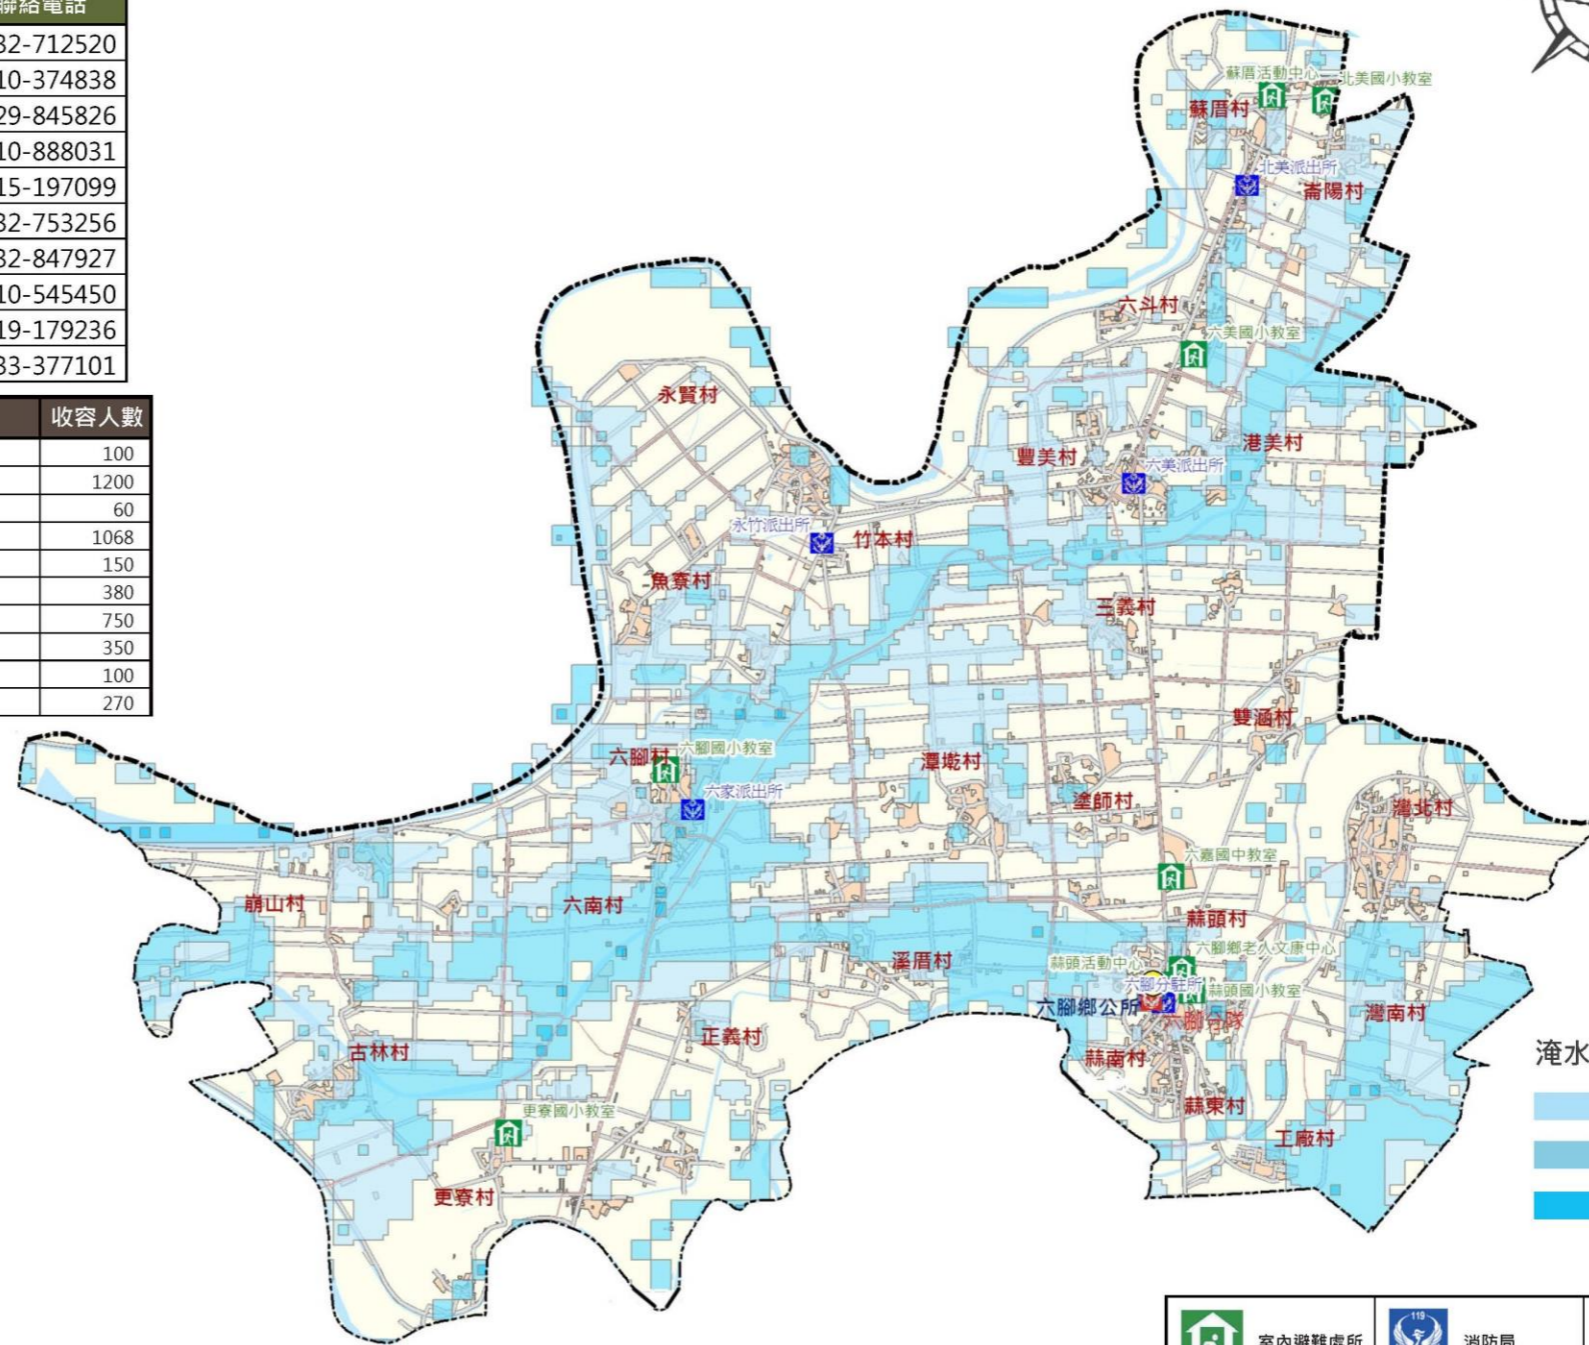 聯絡電話
32-712520
10-374838
29-845826
10-888031
15-197099
32-753256
32-847927
10-545450
19-179236
33-377101
收容人數
100
1200
60
1068
150
380
750
350
100
270
蘇厝活動中心
北美國小教室
蘇厝村
北美派出所
崙陽村
六斗村
六美國小教室
永賢村
豐美村
港美村
六美派出所
永竹派出所
竹本村
魚寮村
三義村
雙涵村
六腳村
六腳國小教室
潭墘村
六家派出所
塗師村
灣北村
六嘉國中教室
崩山村
六南村
蒜頭村
六腳鄉老人文康中心
溪厝村
蒜頭活動中心
六腳分駐所
蒜頭國小教室
六腳鄉公所
六腳分隊
灣南村
正義村
古林村
蒜南村
淹水
更寮國小教室
蒜東村
工廠村
更寮村
室內避難處所
119
消防局